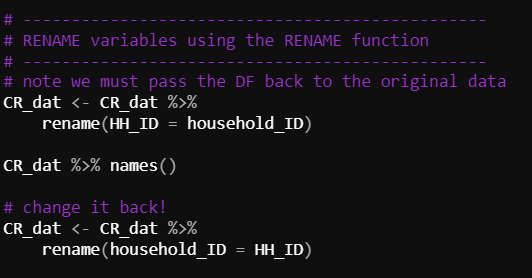 # ------------------------------------------------
# RENAME variables using the RENAME function
# ------------------------------------------------
# note we must pass the DF back to the original data
CR_dat <- CR_dat %>%
    rename(HH_ID = household_ID)

CR_dat %>% names()

# change it back!
CR_dat <- CR_dat %>%
    rename(household_ID = HH_ID)